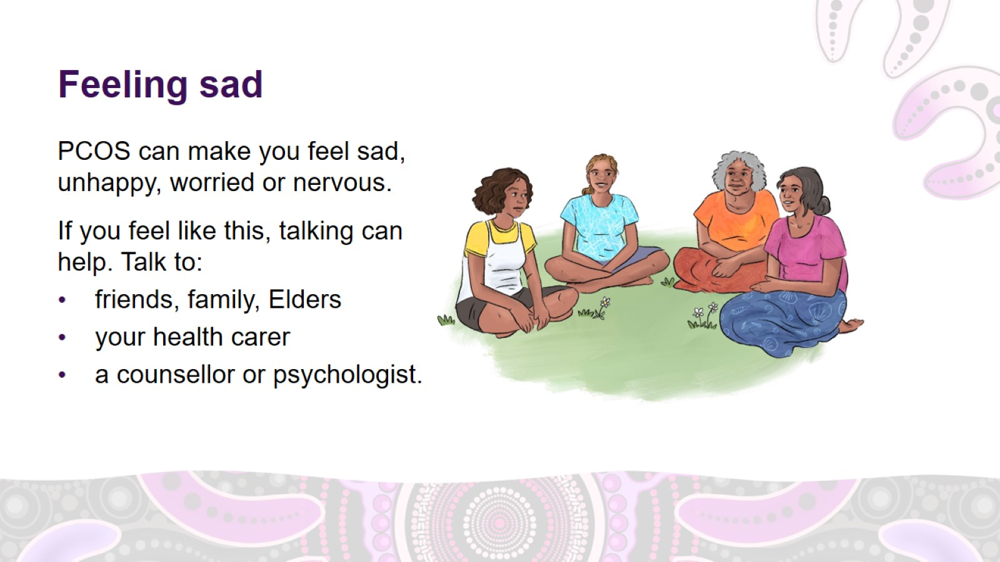 Feeling sad
PCOS can make you feel sad,
unhappy, worried or nervous.
If you feel like this, talking can
help. Talk to:
• friends, family, Elders
• your health carer
• a counsellor or psychologist.